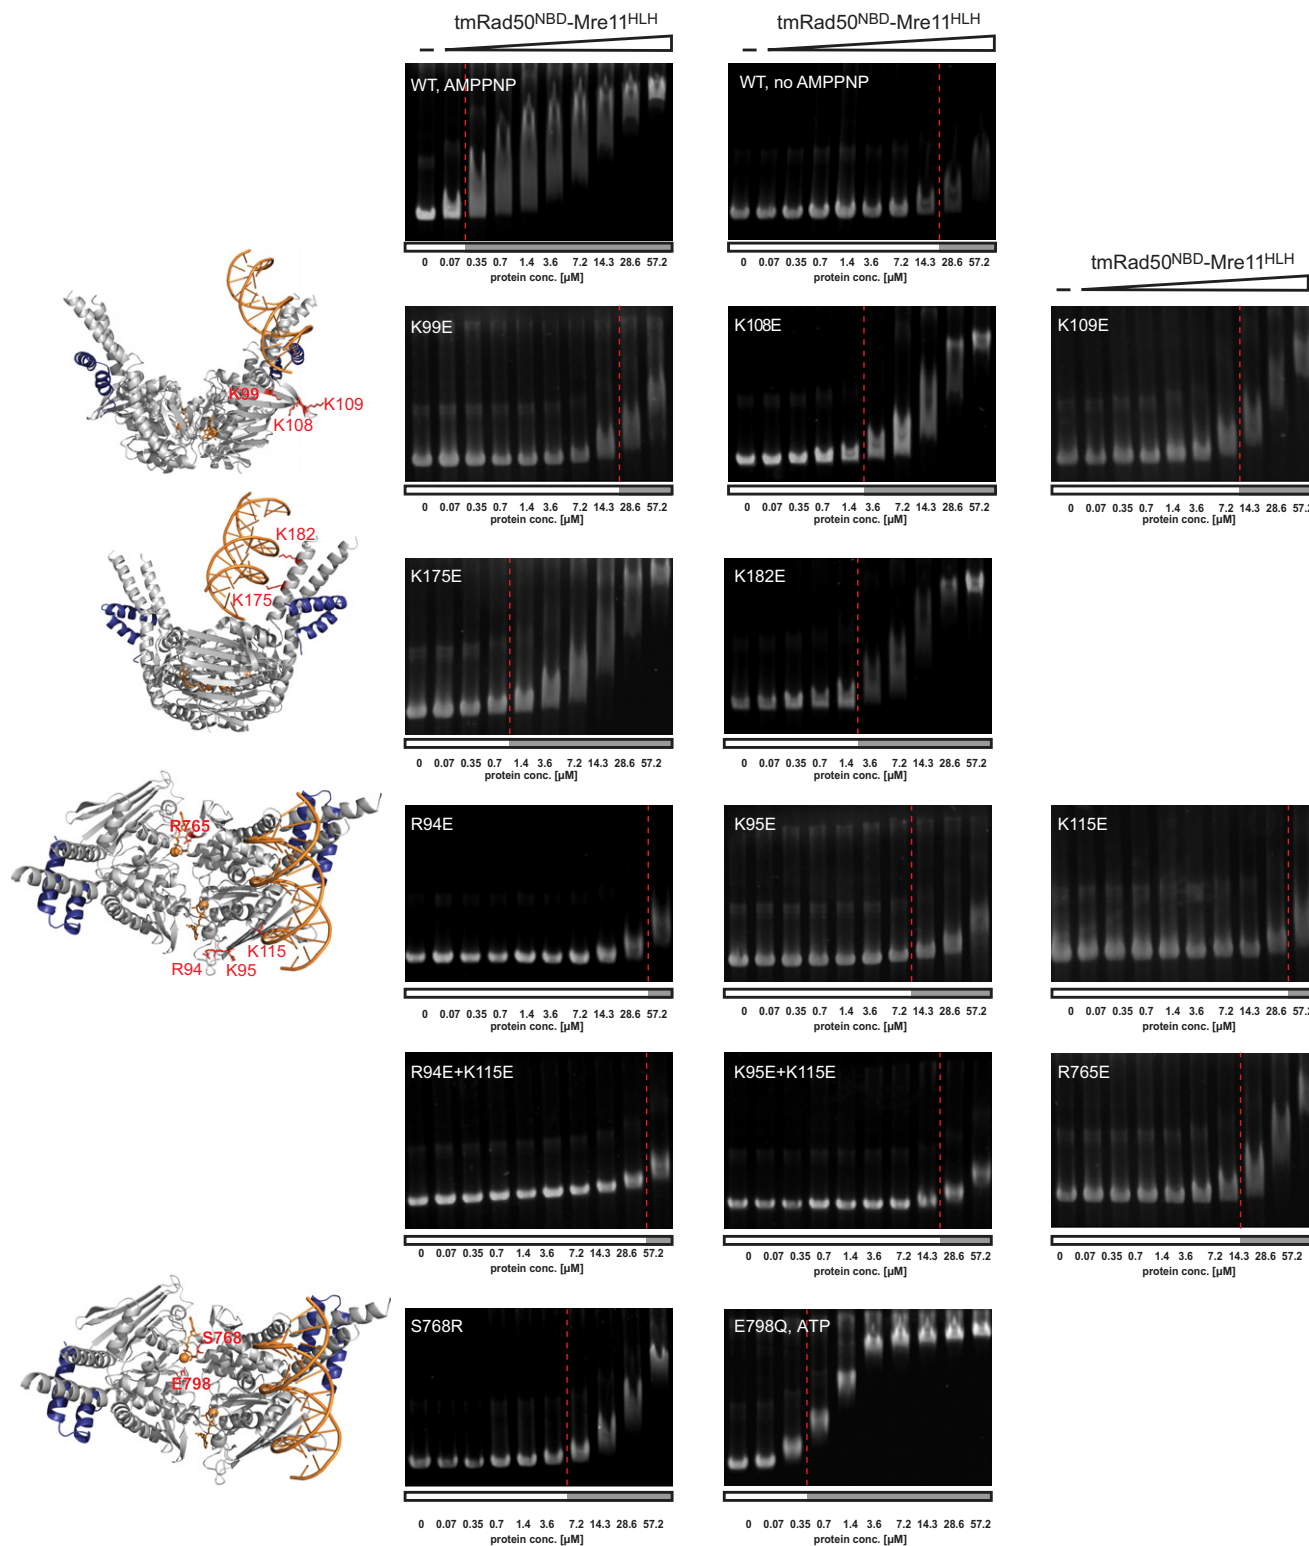 tmRad50NBD-Mre11HLH
tmRad50NBD-Mre11HLH
WT, AMPPNP
WT, no AMPPNP
0 0.07 0.35 0.7 1.4 3.6 7.2 14.3 28.6 57.2
protein conc. [µM]
0 0.07 0.35 0.7 1.4 3.6 7.2 14.3 28.6 57.2
protein conc. [µM]
tmRad50NBD-Mre11HLH
K99
K109
K108
K99E
K108E
K109E
0 0.07 0.35 0.7 1.4 3.6 7.2 14.3 28.6 57.2
protein conc. [µM]
0 0.07 0.35 0.7 1.4 3.6 7.2 14.3 28.6 57.2
protein conc. [µM]
0 0.07 0.35 0.7 1.4 3.6 7.2 14.3 28.6 57.2
protein conc. [µM]
K182
K175
K175E
K182E
0 0.07 0.35 0.7 1.4 3.6 7.2 14.3 28.6 57.2
protein conc. [µM]
0 0.07 0.35 0.7 1.4 3.6 7.2 14.3 28.6 57.2
protein conc. [µM]
R765
K115
R94
K95
R94E
K95E
K115E
0 0.07 0.35 0.7 1.4 3.6 7.2 14.3 28.6 57.2
protein conc. [µM]
0 0.07 0.35 0.7 1.4 3.6 7.2 14.3 28.6 57.2
protein conc. [µM]
0 0.07 0.35 0.7 1.4 3.6 7.2 14.3 28.6 57.2
protein conc. [µM]
R94E+K115E
K95E+K115E
R765E
0 0.07 0.35 0.7 1.4 3.6 7.2 14.3 28.6 57.2
protein conc. [µM]
0 0.07 0.35 0.7 1.4 3.6 7.2 14.3 28.6 57.2
protein conc. [µM]
0 0.07 0.35 0.7 1.4 3.6 7.2 14.3 28.6 57.2
protein conc. [µM]
S768
E798
S768R
E798Q, ATP
0 0.07 0.35 0.7 1.4 3.6 7.2 14.3 28.6 57.2
protein conc. [µM]
0 0.07 0.35 0.7 1.4 3.6 7.2 14.3 28.6 57.2
protein conc. [µM]